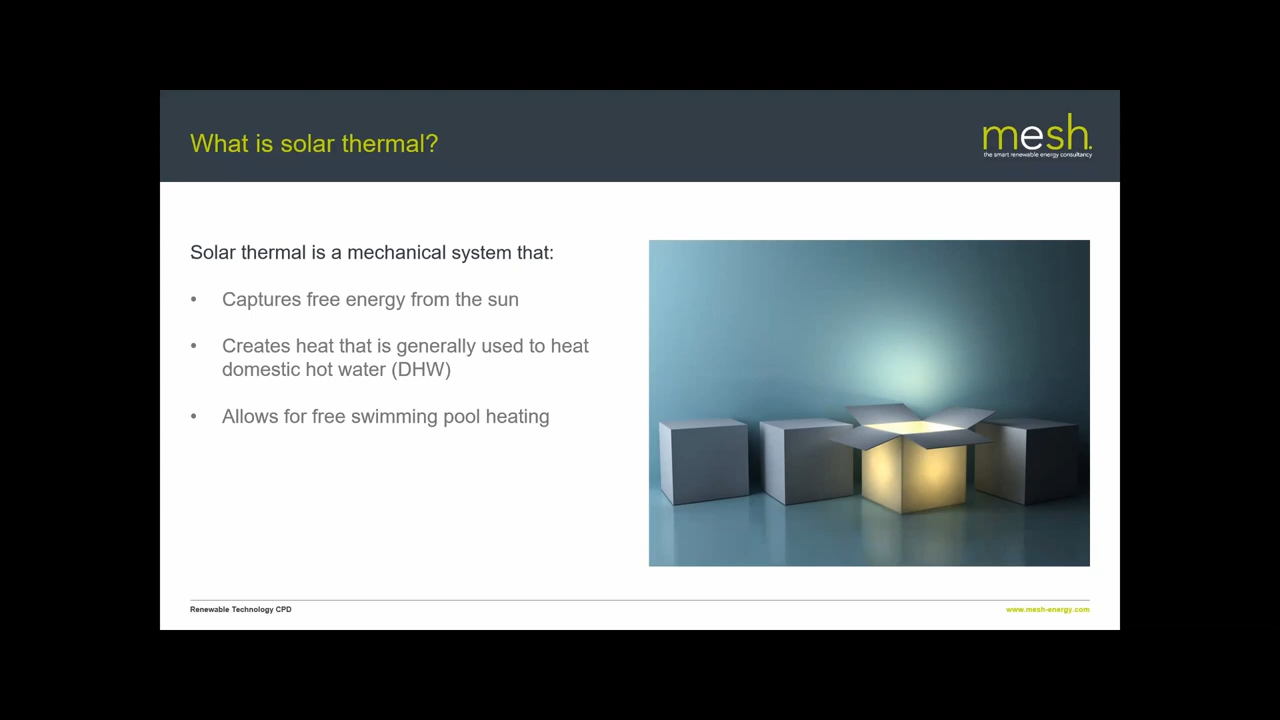 What is solar thermal?
mesh.
the smart renewable energy consultancy
Solar thermal is a mechanical system that:
• Captures free energy from the sun
• Creates heat that is generally used to heat
domestic hot water (DHW)
• Allows for free swimming pool heating
Renewable Technology CPD
www.mesh-energy.com